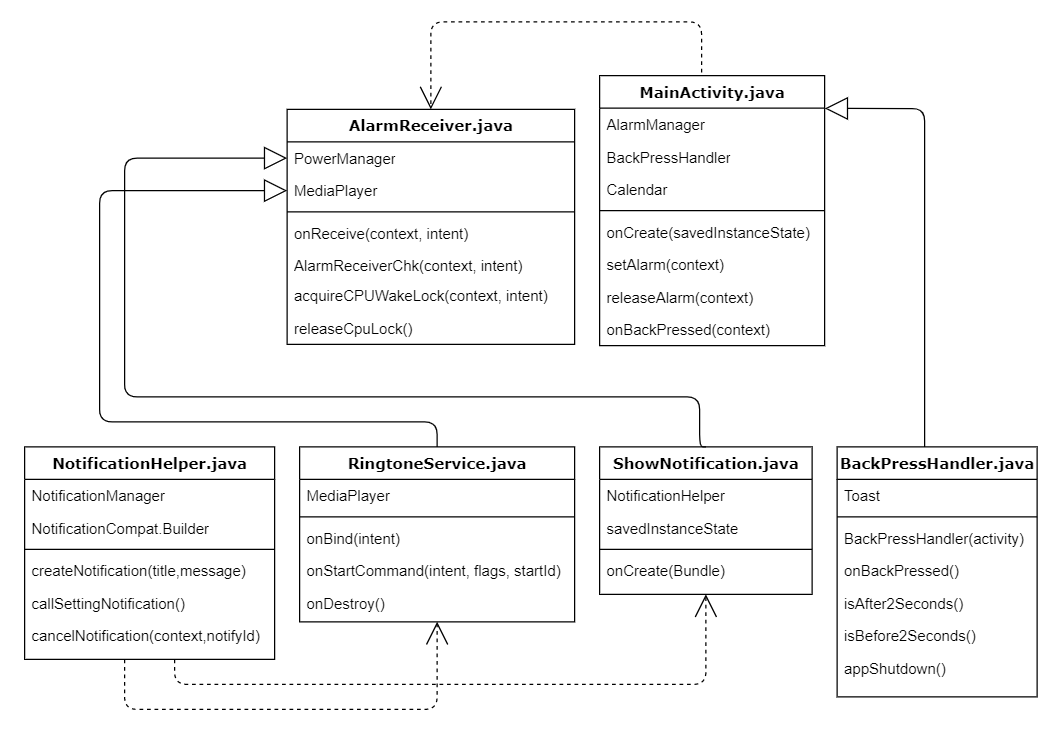 AlarmReceiver.java
PowerManager
MediaPlayer
onReceive(context, intent)
AlarmReceiverChk(context, intent)
acquireCPUWakeLock(context, intent)
releaseCpuLock()
MainActivity.java
AlarmManager
BackPressHandler
Calendar
onCreate(savedInstanceState)
setAlarm(context)
releaseAlarm(context)
onBackPressed(context)
NotificationHelper.java
NotificationManager
NotificationCompat.Builder
createNotification(title,message)
callSettingNotification()
cancelNotification(context,notifyId)
RingtoneService.java
MediaPlayer
onBind(intent)
onStartCommand(intent, flags, startId)
onDestroy()
ShowNotification.java
NotificationHelper
savedInstanceState
onCreate(Bundle)
BackPressHandler.java
Toast
BackPressHandler(activity)
onBackPressed()
isAfter2Seconds()
isBefore2Seconds()
appShutdown()